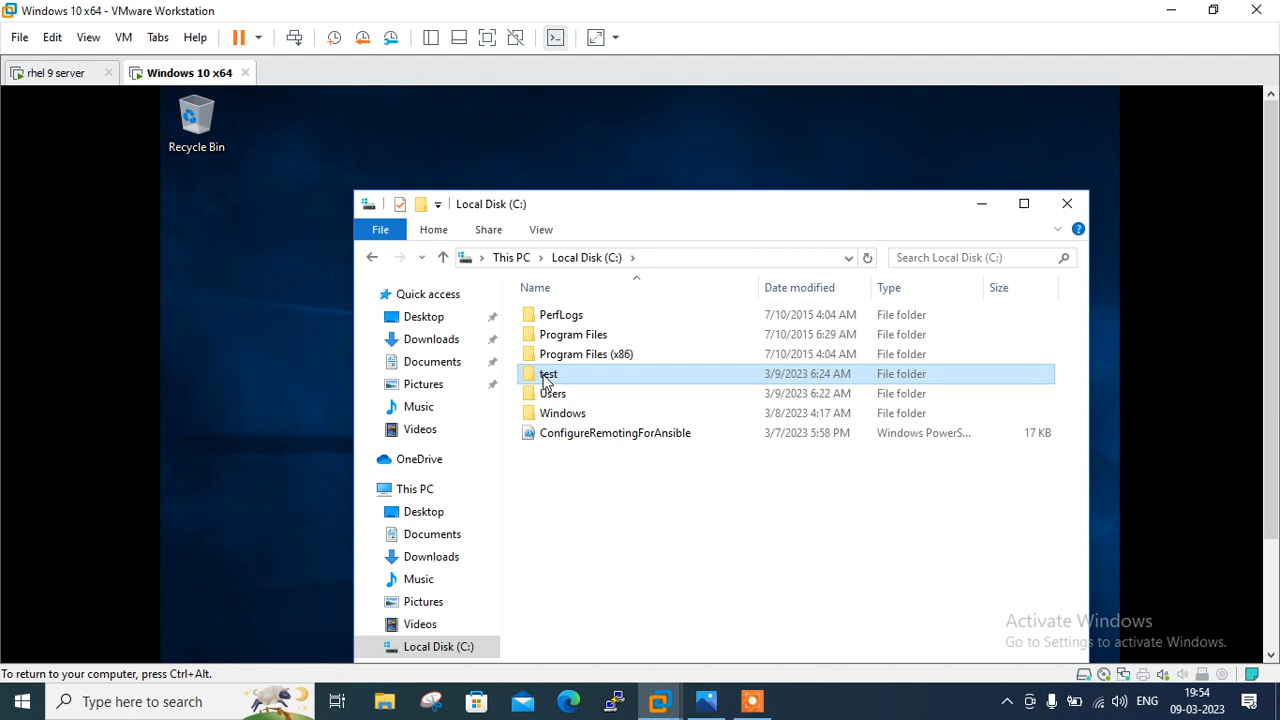 Windows 10 x64 - VMware Workstation
File Edit View VM Tabs Help
rhel 9 server
Windows 10 x64
Recycle Bin
Local Disk (C:)
File Home Share View
This PC > Local Disk (C:) >
Search Local Disk (C:)
Name Date modified Type Size
Quick access
Desktop
Downloads
Documents
Pictures
Music
Videos
OneDrive
This PC
Desktop
Documents
Downloads
Music
Pictures
Videos
Local Disk (C:)
PerfLogs 7/10/2015 4:04 AM File folder
Program Files 7/10/2015 6:29 AM File folder
Program Files (x86) 7/10/2015 4:04 AM File folder
test 3/9/2023 6:24 AM File folder
Users 3/9/2023 6:22 AM File folder
Windows 3/8/2023 4:17 AM File folder
ConfigureRemotingForAnsible 3/7/2023 5:58 PM Windows PowerS... 17 KB
Activate Windows
Go to Settings to activate Windows.
To return to your computer, press Ctrl+Alt.
Type here to search
ENG
19:54
09-03-2023